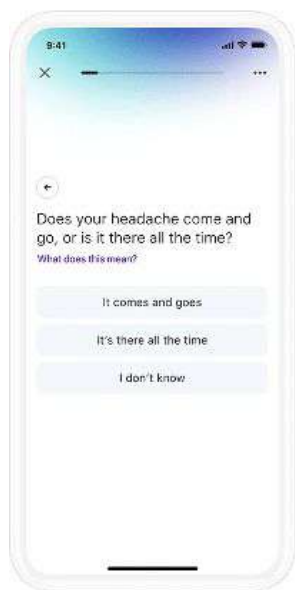 9:41
Does your headache come and
go, or is it there all the time?
What does this mean?
It comes and goes
It's there all the time
I don't know